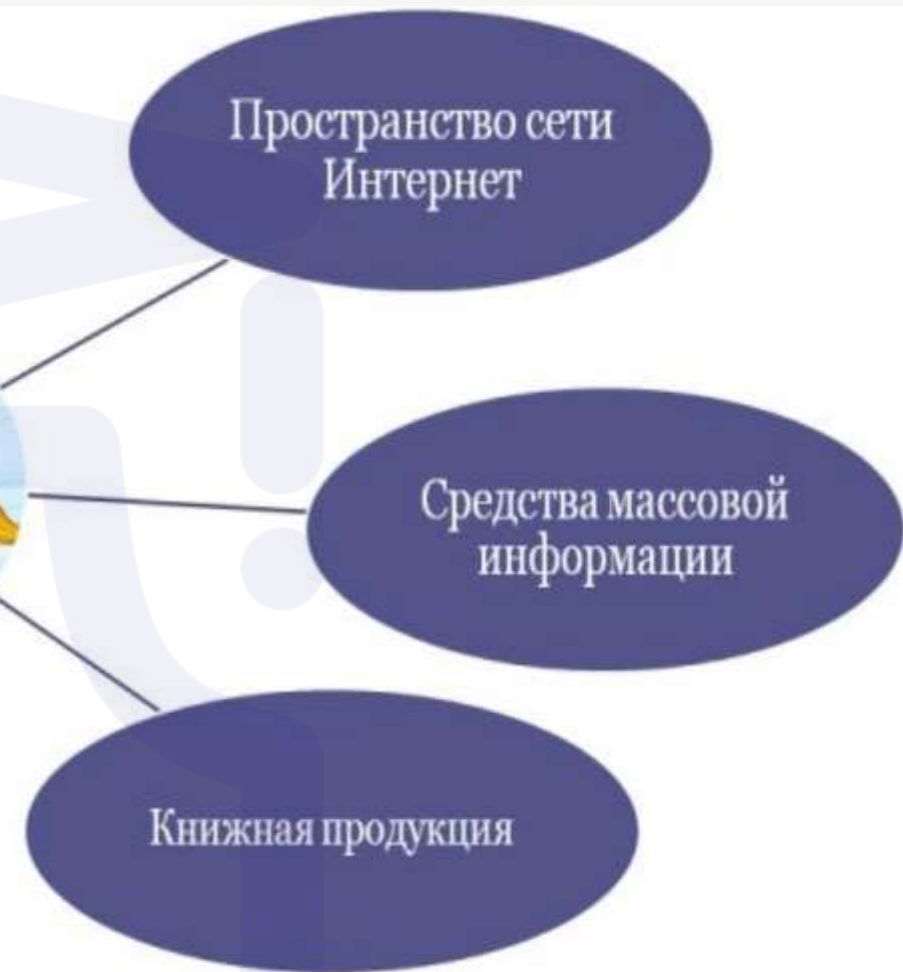 Пространство сети
Интернет
Средства массовой
информации
Книжная продукция